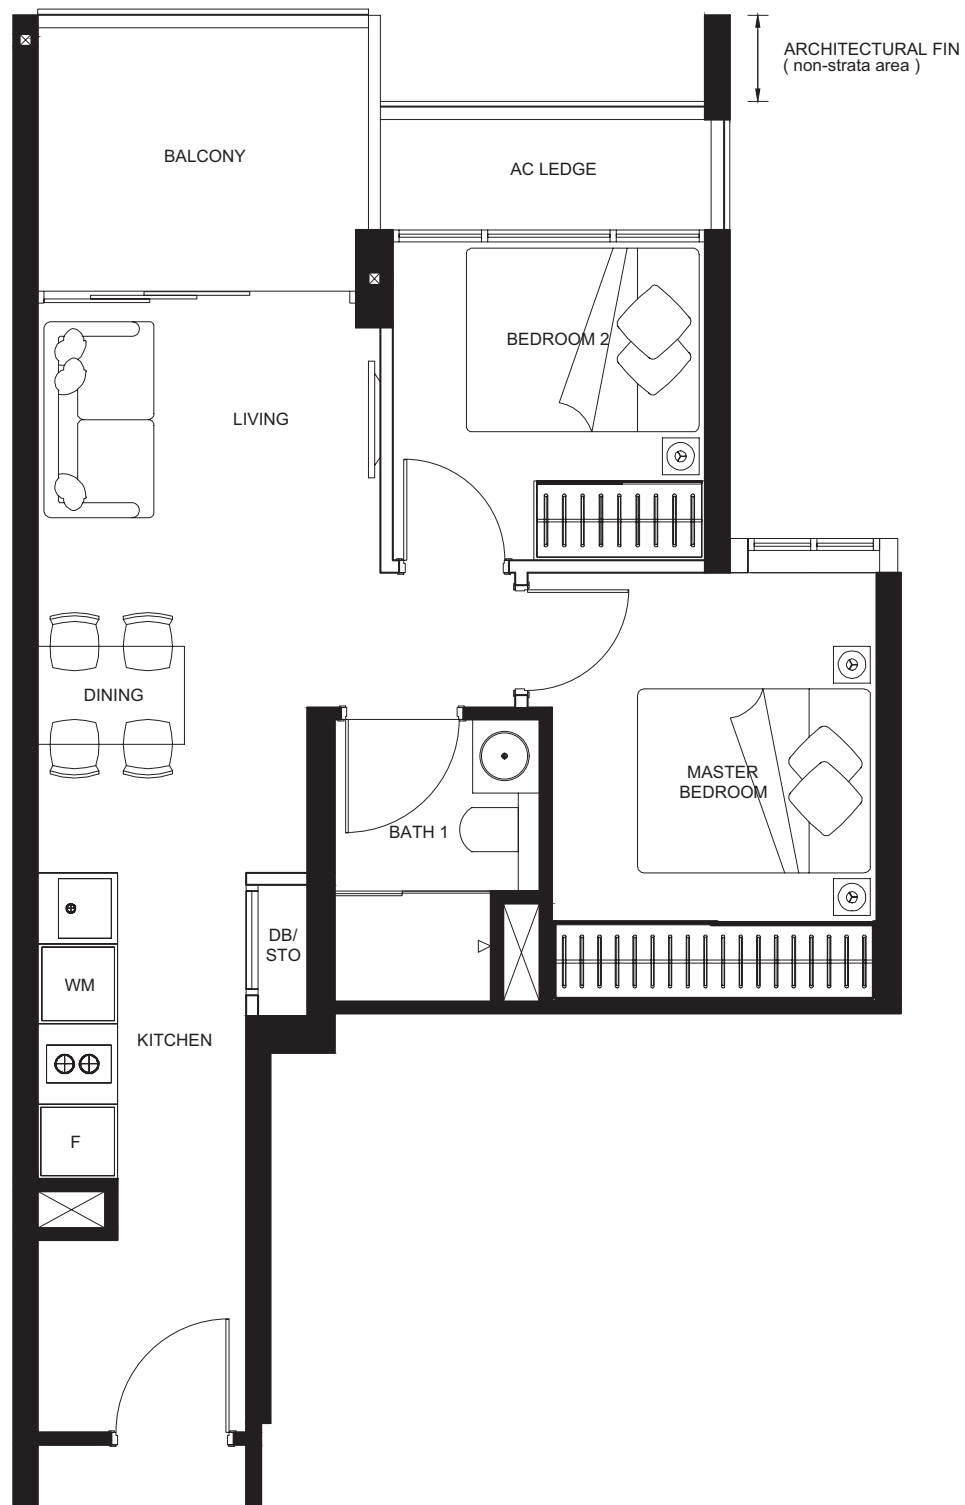 ARCHITECTURAL FIN
( non-strata area )
BALCONY
AC LEDGE
BEDROOM 2
LIVING
DINING
MASTER
BEDROOM
BATH 1
DB/
STO
WM
KITCHEN
F